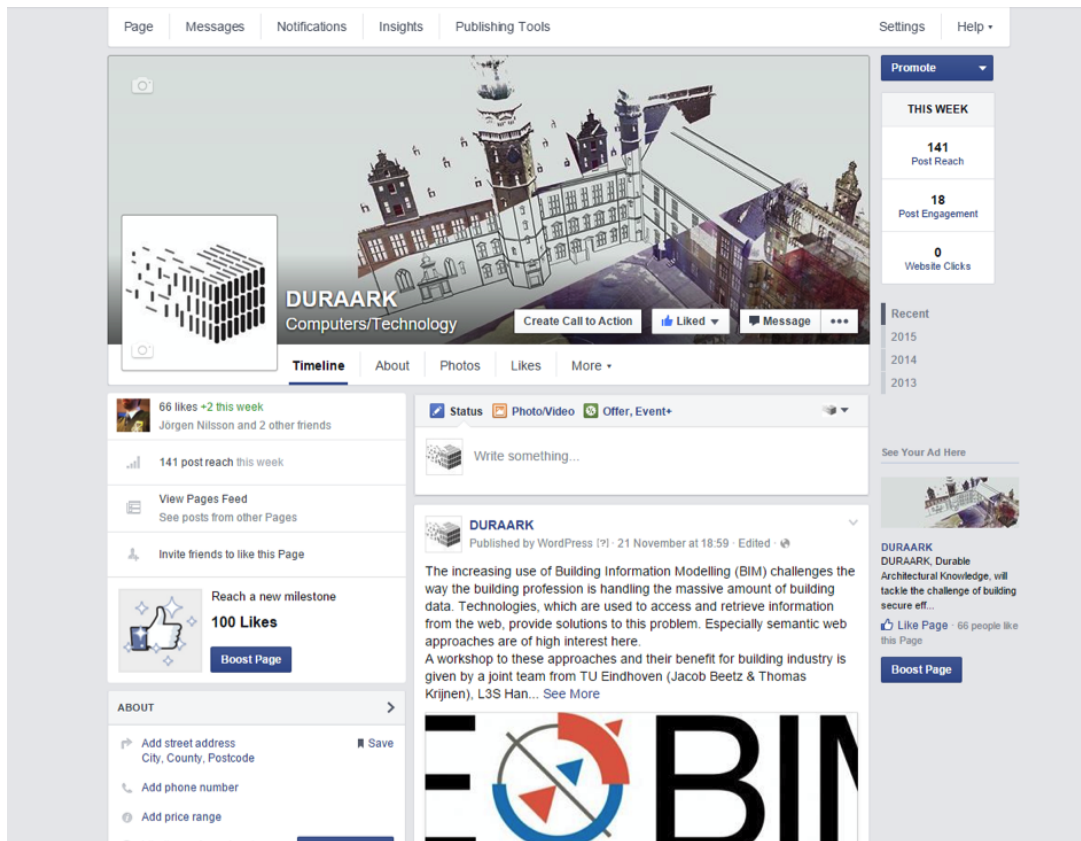 Page Messages Notifications Insights Publishing Tools Settings Help
Promote
THIS WEEK
141
Post Reach
18
Post Engagement
0
Website Clicks
Recent
2015
2014
2013
DURAARK
Computers/Technology
Create Call to Action Liked Message
Timeline About Photos Likes More
66 likes +2 this week
Jörgen Nilsson and 2 other friends
141 post reach this week
View Pages Feed
See posts from other Pages
Invite friends to like this Page
Reach a new milestone
100 Likes
Boost Page
ABOUT
Add street address Save
City, County, Postcode
Add phone number
Add price range
Status Photo/Video Offer, Event+
Write something...
DURAARK
Published by WordPress [?] · 21 November at 18:59 · Edited ·
The increasing use of Building Information Modelling (BIM) challenges the
way the building profession is handling the massive amount of building
data. Technologies, which are used to access and retrieve information
from the web, provide solutions to this problem. Especially semantic web
approaches are of high interest here.
A workshop to these approaches and their benefit for building industry is
given by a joint team from TU Eindhoven (Jacob Beetz & Thomas
Krijnen), L3S Han... See More
See Your Ad Here
DURAARK
DURAARK, Durable
Architectural Knowledge, will
tackle the challenge of building
secure eff...
Like Page · 66 people like
this Page
Boost Page